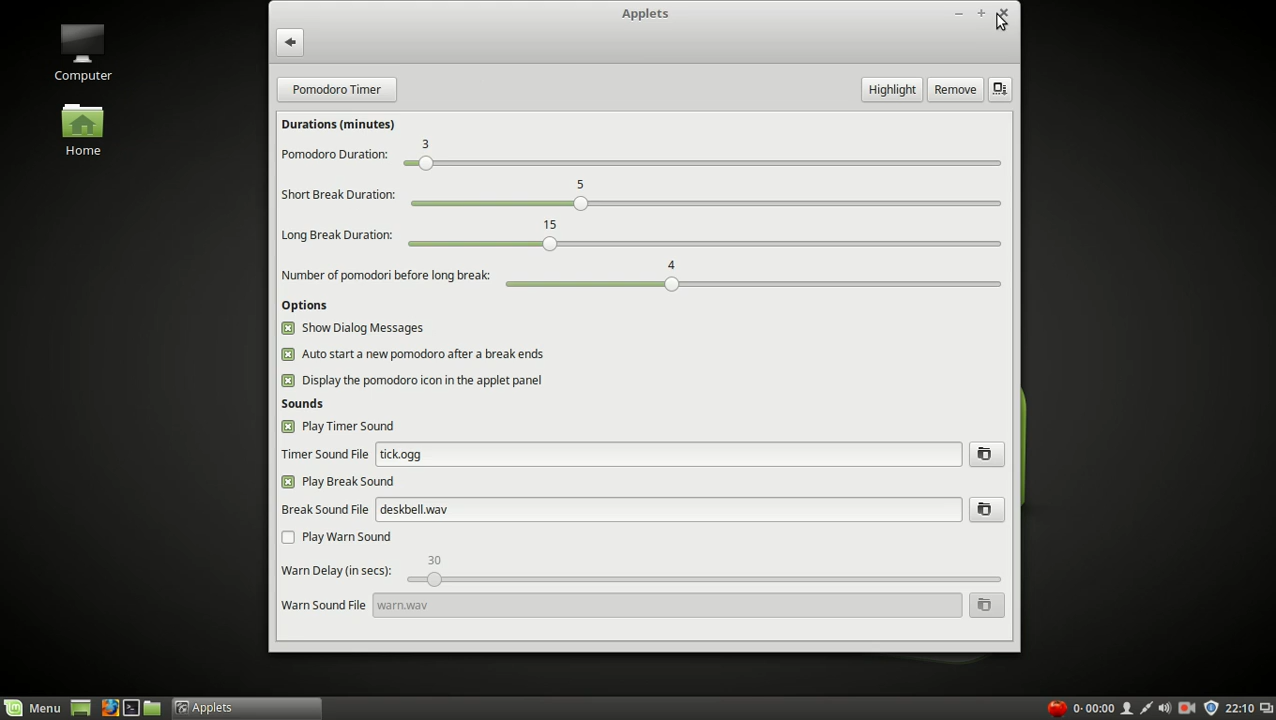 Applets
Computer
Home
Pomodoro Timer
Highlight
Remove
Durations (minutes)
3
Pomodoro Duration:
5
Short Break Duration:
15
Long Break Duration:
4
Number of pomodori before long break:
Options
Show Dialog Messages
Auto start a new pomodoro after a break ends
Display the pomodoro icon in the applet panel
Sounds
Play Timer Sound
Timer Sound File tick.ogg
Play Break Sound
Break Sound File deskbell.wav
Play Warn Sound
30
Warn Delay (in secs):
Warn Sound File warn.wav
Menu
Applets
0· 00:00
22:10